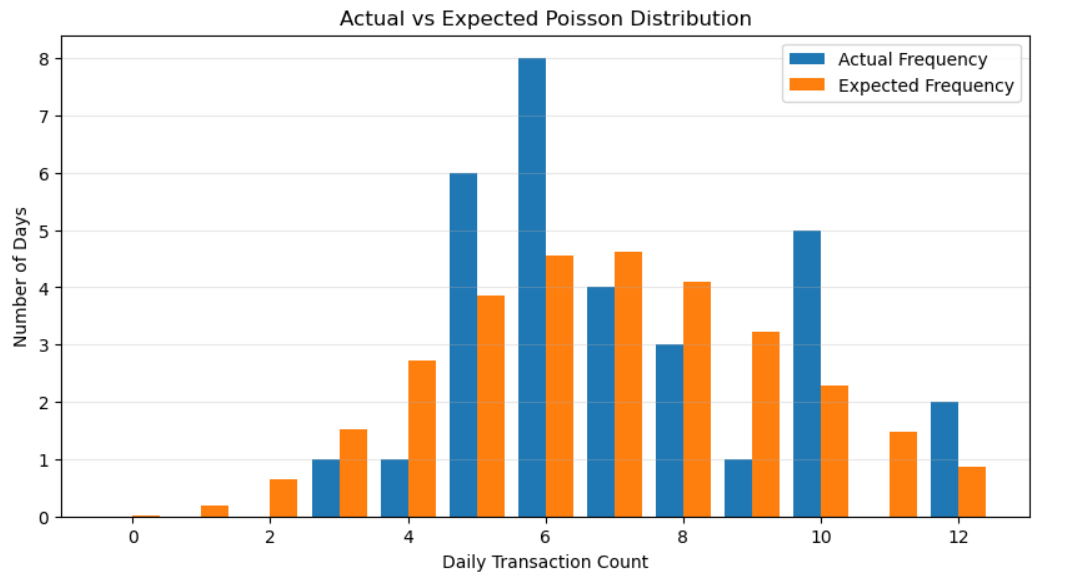 Actual vs Expected Poisson Distribution
Actual Frequency
Expected Frequency
Number of Days
8
7
6
5
4
3
2
1
0
0 2 4 6 8 10 12
Daily Transaction Count